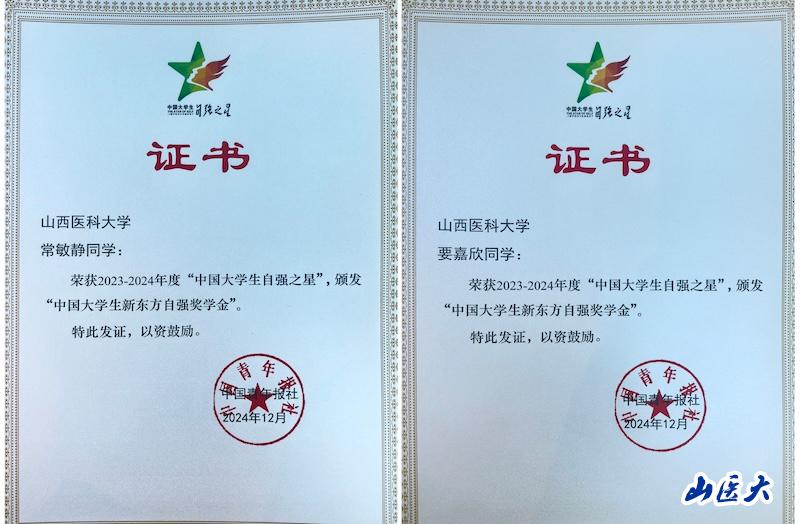 中国大学生
自强之星
证书
山西医科大学
常敏静同学：
荣获2023-2024年度“中国大学生自强之星”，颁发
“中国大学生新东方自强奖学金”。
特此发证，以资鼓励。
中国青年报社
中国青年报社
2024年12月
中国大学生
自强之星
证书
山西医科大学
要嘉欣同学：
荣获2023-2024年度“中国大学生自强之星”，颁发
“中国大学生新东方自强奖学金”。
特此发证，以资鼓励。
中国青年报社
中国青年报社
2024年12月
山医大